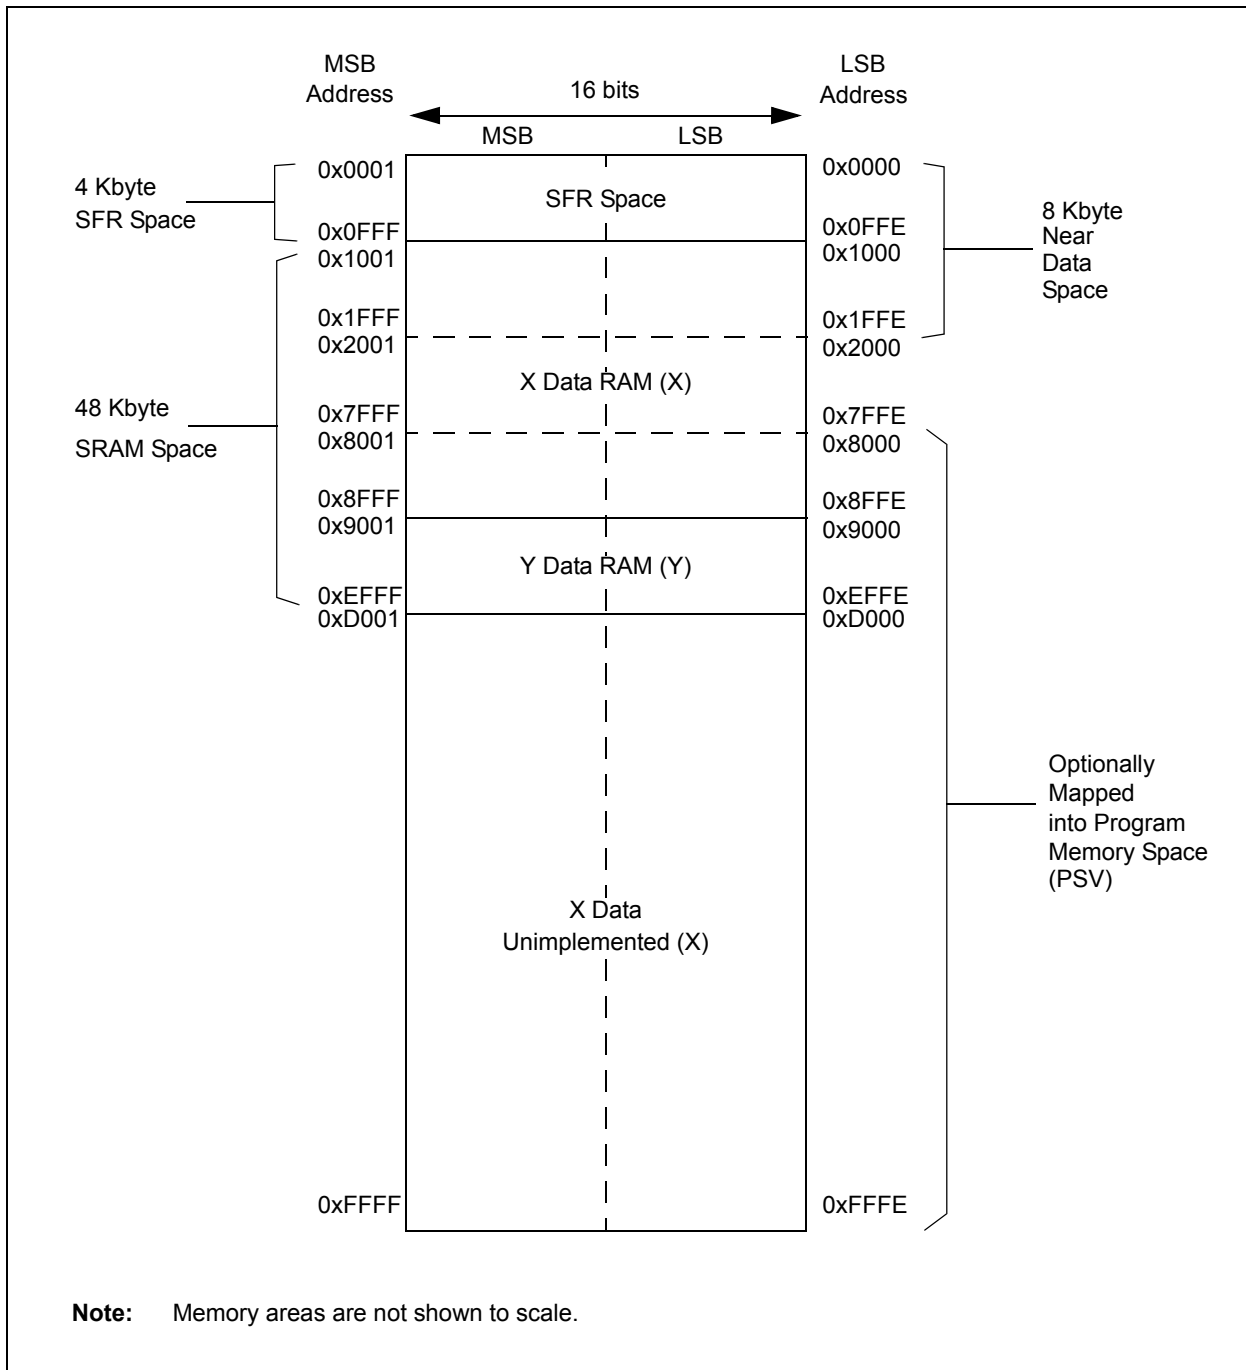 MSB
Address
LSB
Address
16 bits
MSB
LSB
0x0001
0x0000
4 Kbyte
SFR Space
SFR Space
0x0FFF
0x1001
0x0FFE
0x1000
8 Kbyte
Near
Data
Space
0x1FFF
0x2001
0x1FFE
0x2000
48 Kbyte
SRAM Space
X Data RAM (X)
0x7FFF
0x8001
0x7FFE
0x8000
0x8FFF
0x9001
0x8FFE
0x9000
Y Data RAM (Y)
0xEFFF
0xD001
0xEFFE
0xD000
Optionally
Mapped
into Program
Memory Space
(PSV)
X Data
Unimplemented (X)
0xFFFF
0xFFFE
Note: Memory areas are not shown to scale.